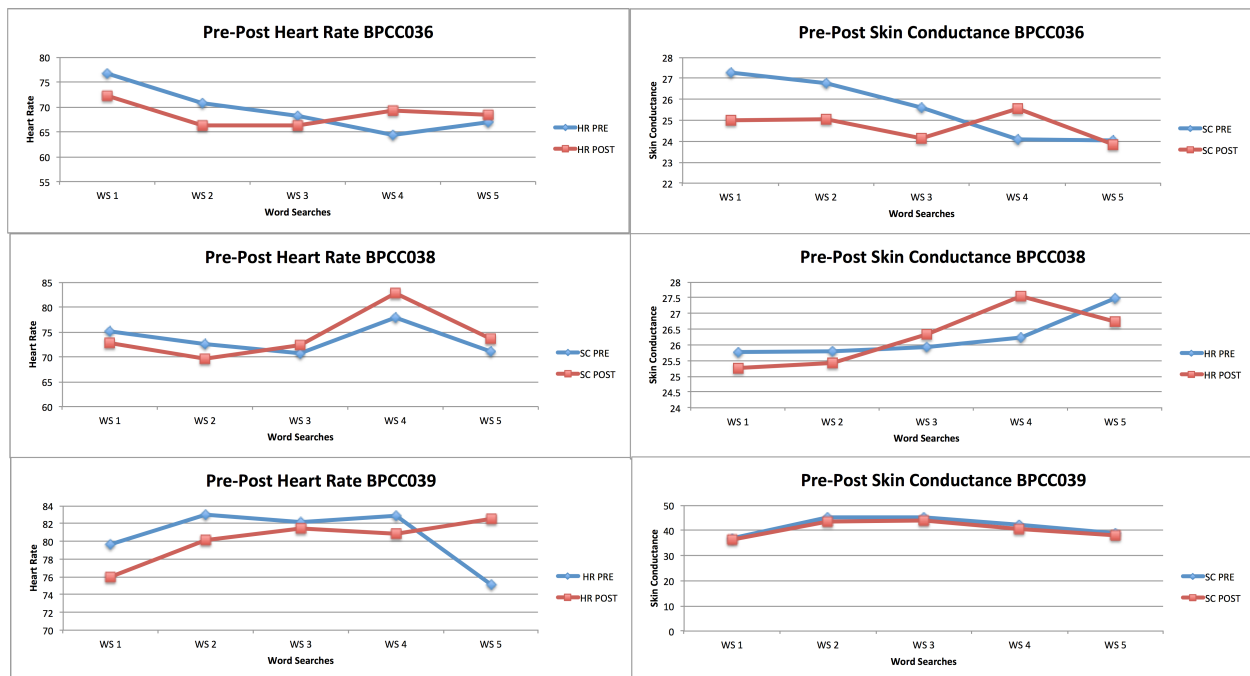 Pre-Post Heart Rate BPCC036
80
75
70
65
60
55
Heart Rate
WS 1 WS 2 WS 3 WS 4 WS 5
Word Searches
HR PRE
HR POST
Pre-Post Skin Conductance BPCC036
28
27
26
25
24
23
22
Skin Conductance
WS 1 WS 2 WS 3 WS 4 WS 5
Word Searches
SC PRE
SC POST
Pre-Post Heart Rate BPCC038
85
80
75
70
65
60
Heart Rate
WS 1 WS 2 WS 3 WS 4 WS 5
Word Searches
SC PRE
SC POST
Pre-Post Skin Conductance BPCC038
28
27.5
27
26.5
26
25.5
25
24.5
24
Skin Conductance
WS 1 WS 2 WS 3 WS 4 WS 5
Word Searches
HR PRE
HR POST
Pre-Post Heart Rate BPCC039
84
82
80
78
76
74
72
70
Heart Rate
WS 1 WS 2 WS 3 WS 4 WS 5
Word Searches
HR PRE
HR POST
Pre-Post Skin Conductance BPCC039
50
40
30
20
10
0
Skin Conductance
WS 1 WS 2 WS 3 WS 4 WS 5
Word Searches
SC PRE
SC POST